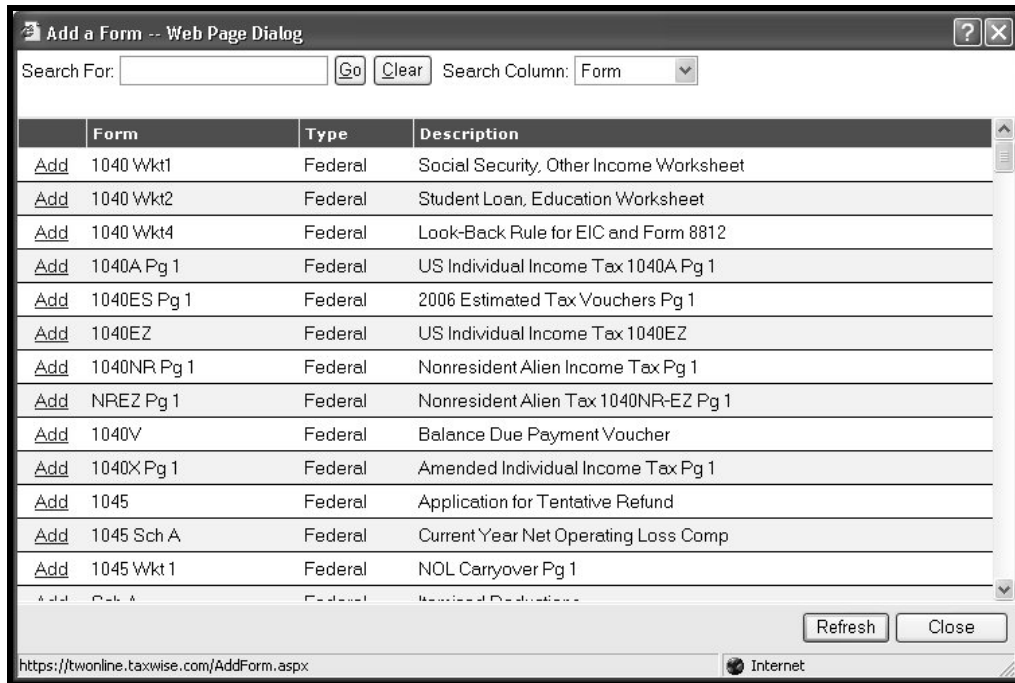 Add a Form -- Web Page Dialog
Search For: Go Clear Search Column: Form
Form Type Description
Add 1040 Wkt1 Federal Social Security, Other Income Worksheet
Add 1040 Wkt2 Federal Student Loan, Education Worksheet
Add 1040 Wkt4 Federal Look-Back Rule for EIC and Form 8812
Add 1040A Pg 1 Federal US Individual Income Tax 1040A Pg 1
Add 1040ES Pg 1 Federal 2006 Estimated Tax Vouchers Pg 1
Add 1040EZ Federal US Individual Income Tax 1040EZ
Add 1040NR Pg 1 Federal Nonresident Alien Income Tax Pg 1
Add NREZ Pg 1 Federal Nonresident Alien Tax 1040NR-EZ Pg 1
Add 1040V Federal Balance Due Payment Voucher
Add 1040X Pg 1 Federal Amended Individual Income Tax Pg 1
Add 1045 Federal Application for Tentative Refund
Add 1045 Sch A Federal Current Year Net Operating Loss Comp
Add 1045 Wkt 1 Federal NOL Carryover Pg 1
Add Sch A Federal Itemized Deductions
Refresh Close
https://twonline.taxwise.com/AddForm.aspx Internet